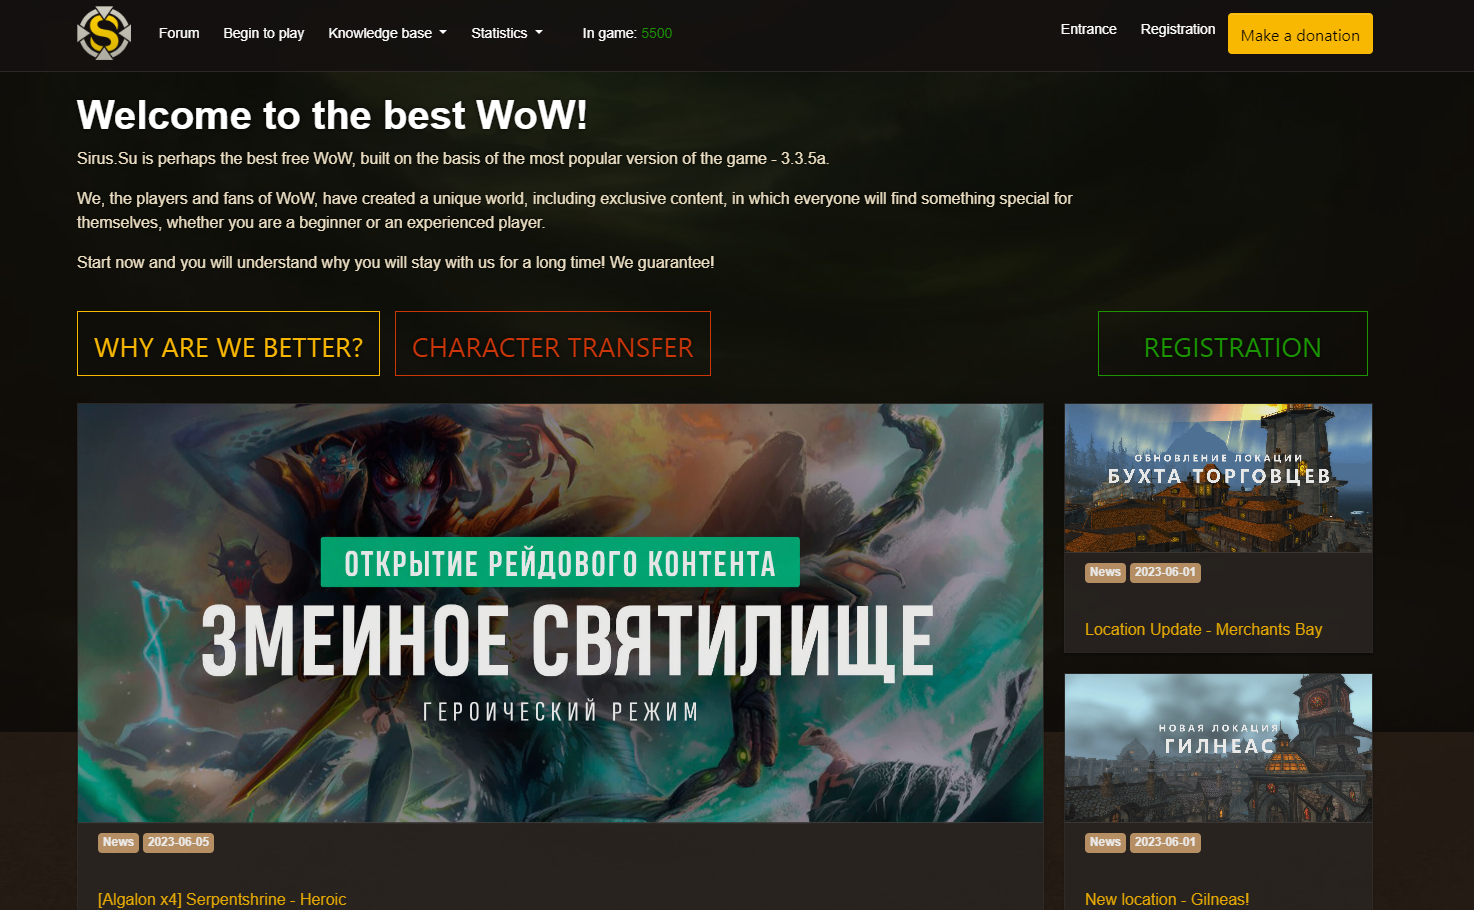 S
Forum
Begin to play
Knowledge base
Statistics
In game: 5500
Entrance
Registration
Make a donation
Welcome to the best WoW!
Sirus.Su is perhaps the best free WoW, built on the basis of the most popular version of the game - 3.3.5a.
We, the players and fans of WoW, have created a unique world, including exclusive content, in which everyone will find something special for
themselves, whether you are a beginner or an experienced player.
Start now and you will understand why you will stay with us for a long time! We guarantee!
WHY ARE WE BETTER?
CHARACTER TRANSFER
REGISTRATION
ОТКРЫТИЕ РЕЙДОВОГО КОНТЕНТА
ЗМЕИНОЕ СВЯТИЛИЩЕ
ГЕРОИЧЕСКИЙ РЕЖИМ
News 2023-06-05
[Algalon x4] Serpentshrine - Heroic
ОБНОВЛЕНИЕ ЛОКАЦИИ
БУХТА ТОРГОВЦЕВ
News 2023-06-01
Location Update - Merchants Bay
НОВАЯ ЛОКАЦИЯ
ГИЛНЕАС
News 2023-06-01
New location - Gilneas!